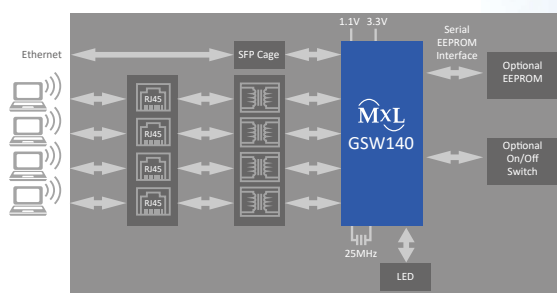 1.1V 3.3V
Ethernet
SFP Cage
Serial
EEPROM
Interface
Optional
EEPROM
RJ45
RJ45
RJ45
RJ45
MxL
GSW140
Optional
On/Off
Switch
25MHz
LED